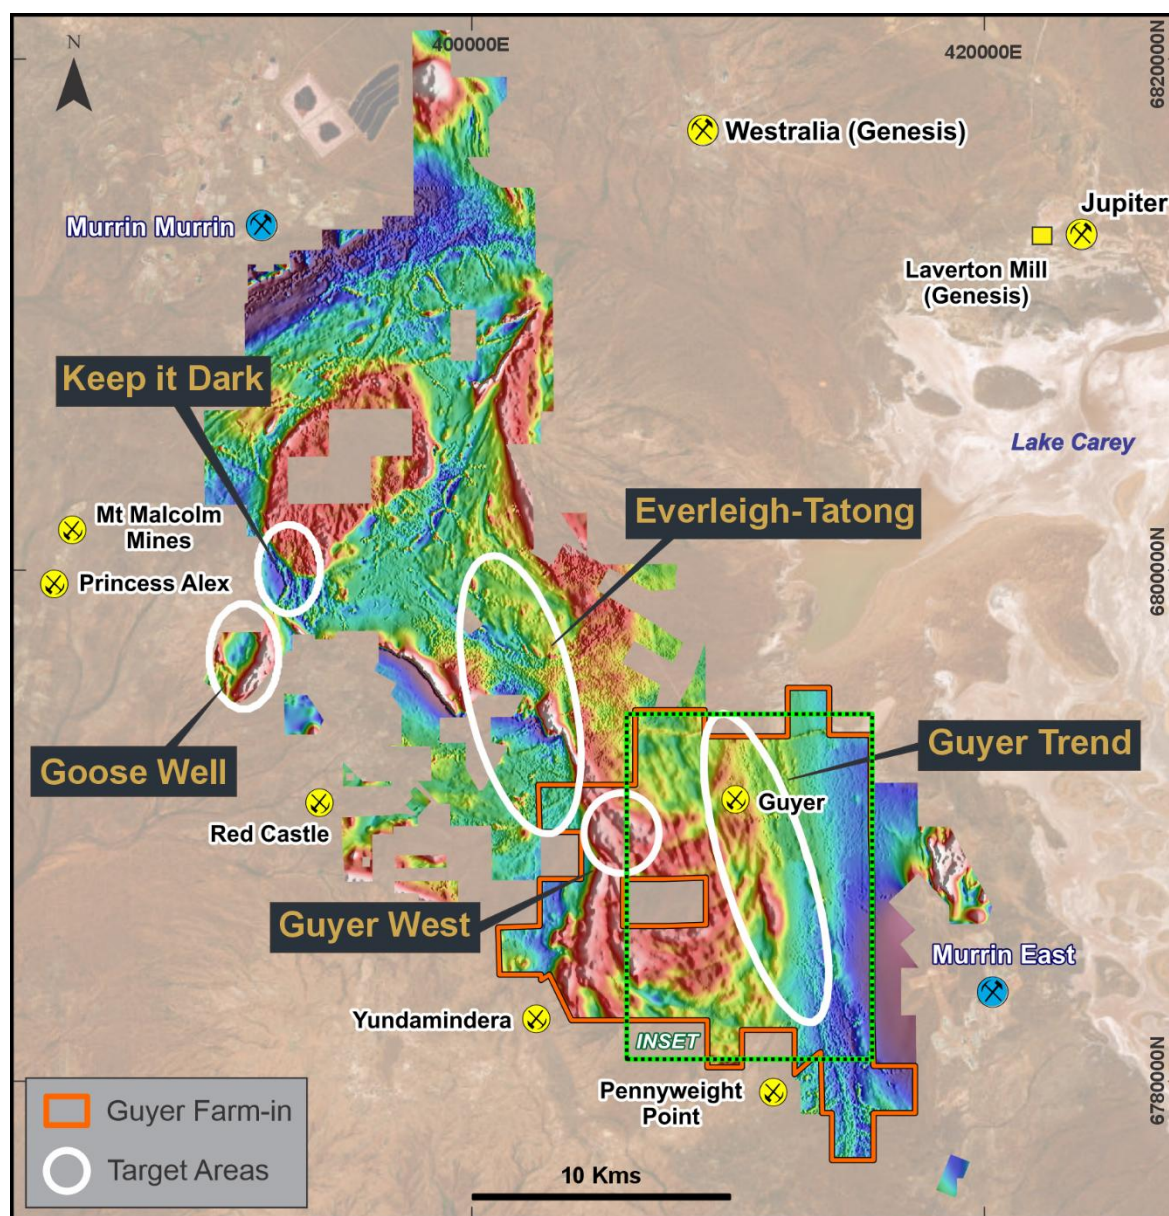 N
400000E
420000E
6820000N
Westralia (Genesis)
Murrin Murrin
Jupiter
Laverton Mill
(Genesis)
Keep it Dark
Lake Carey
Everleigh-Tatong
Mt Malcolm
Mines
Princess Alex
6800000N
Goose Well
Guyer Trend
Guyer
Red Castle
Guyer West
Murrin East
Yundamindera
INSET
Pennyweight
Point
6780000N
Guyer Farm-in
Target Areas
10 Kms